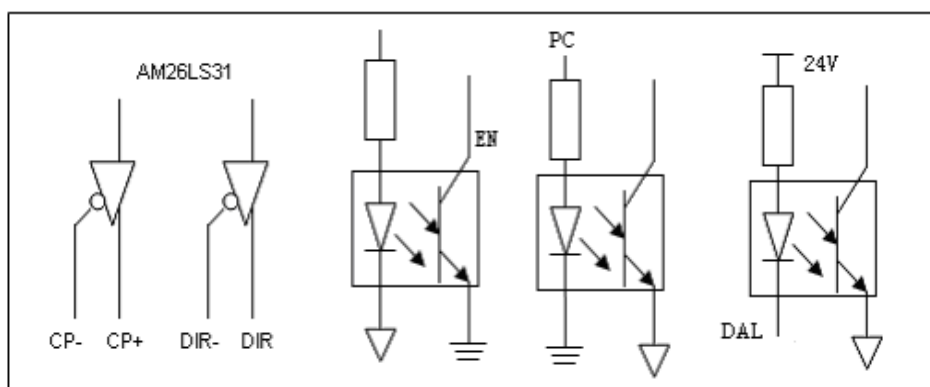 AM26LS31
CP- CP+ DIR- DIR
EN
PC
24V
DAL